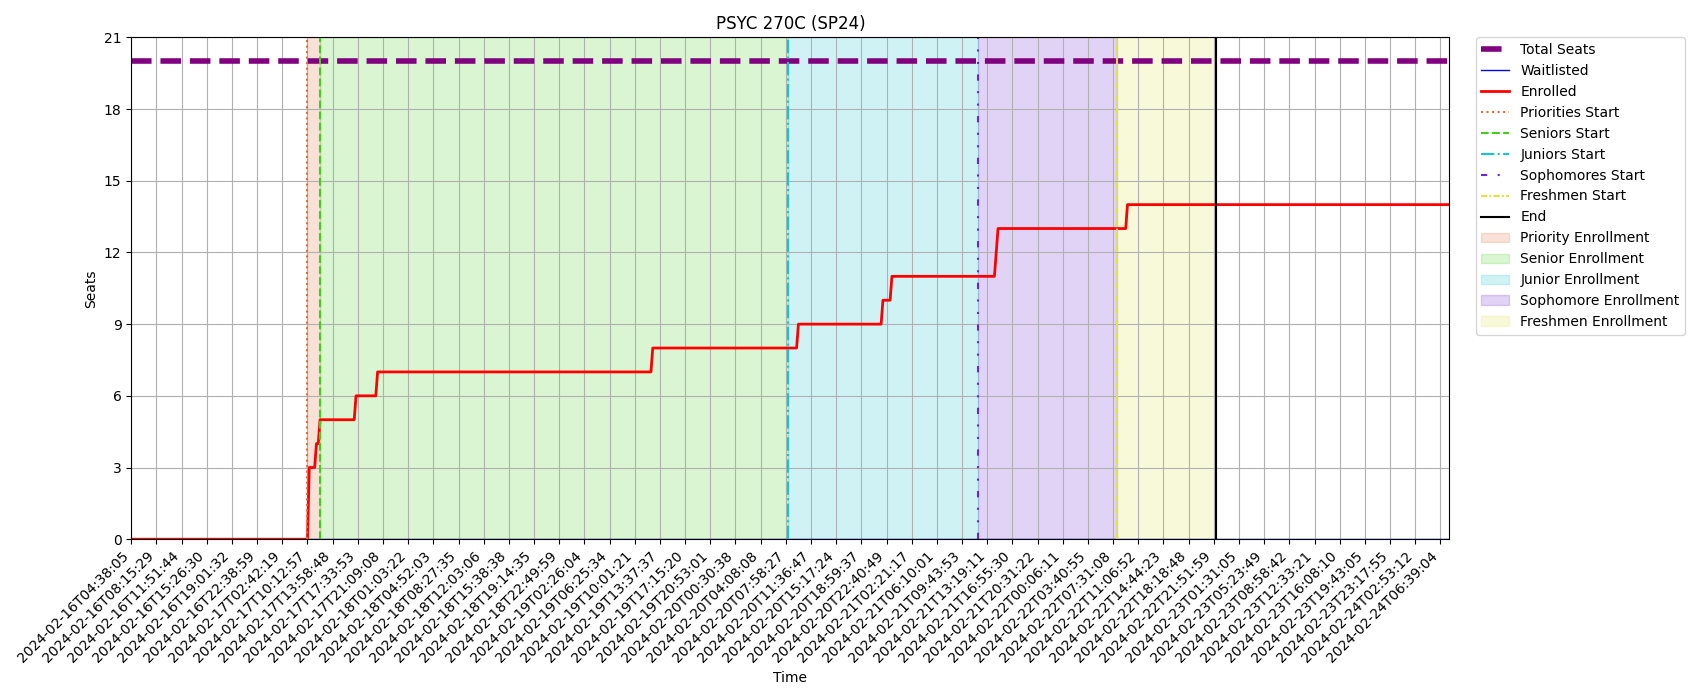 PSYC 270C (SP24)
21
18
15
12
9
6
3
0
Seats
2024-02-16T04:38:05
2024-02-16T08:15:29
2024-02-16T11:51:44
2024-02-16T15:26:30
2024-02-16T19:01:32
2024-02-16T22:38:59
2024-02-17T02:42:19
2024-02-17T10:12:57
2024-02-17T13:58:48
2024-02-17T17:33:53
2024-02-17T21:09:08
2024-02-18T01:03:22
2024-02-18T04:52:03
2024-02-18T08:27:35
2024-02-18T12:03:06
2024-02-18T15:38:38
2024-02-18T19:14:35
2024-02-18T22:49:59
2024-02-19T02:26:04
2024-02-19T06:25:34
2024-02-19T10:01:21
2024-02-19T13:37:37
2024-02-19T17:15:20
2024-02-19T20:53:01
2024-02-20T00:30:38
2024-02-20T04:08:08
2024-02-20T07:58:27
2024-02-20T11:36:47
2024-02-20T15:17:24
2024-02-20T18:59:37
2024-02-20T22:40:49
2024-02-21T02:21:17
2024-02-21T06:10:01
2024-02-21T09:43:53
2024-02-21T13:19:11
2024-02-21T16:55:30
2024-02-21T20:31:22
2024-02-22T00:06:11
2024-02-22T03:40:55
2024-02-22T07:31:08
2024-02-22T11:06:52
2024-02-22T14:44:23
2024-02-22T18:18:48
2024-02-22T21:51:59
2024-02-23T01:31:05
2024-02-23T05:23:49
2024-02-23T08:58:42
2024-02-23T12:33:21
2024-02-23T16:08:10
2024-02-23T19:43:05
2024-02-23T23:17:55
2024-02-24T02:53:12
2024-02-24T06:39:04
Time
Total Seats
Waitlisted
Enrolled
Priorities Start
Seniors Start
Juniors Start
Sophomores Start
Freshmen Start
End
Priority Enrollment
Senior Enrollment
Junior Enrollment
Sophomore Enrollment
Freshmen Enrollment